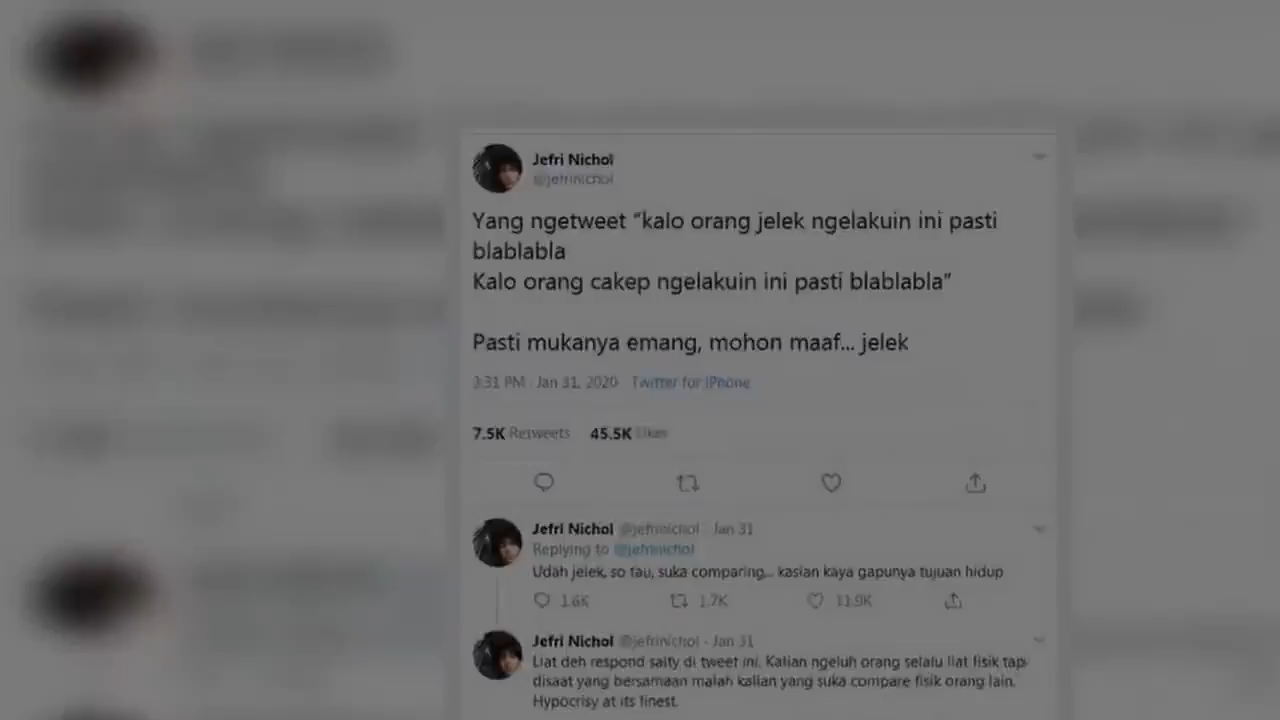 Jefri Nichol
@jefrinichol
Yang ngetweet “kalo orang jelek ngelakuin ini pasti
blablabla
Kalo orang cakep ngelakuin ini pasti blablabla”
Pasti mukanya emang, mohon maaf... jelek
3:31 PM · Jan 31, 2020 · Twitter for iPhone
7.5K Retweets 45.5K Likes
Jefri Nichol @jefrinichol · Jan 31
Replying to @jefrinichol
Udah jelek, so tau, suka comparing... kasian kaya gapunya tujuan hidup
1.6K 1.7K 11.9K
Jefri Nichol @jefrinichol · Jan 31
Liat deh respond salty di tweet ini. Kalian ngeluh orang selalu liat fisik tapi
disaat yang bersamaan malah kalian yang suka compare fisik orang lain.
Hypocrisy at its finest.